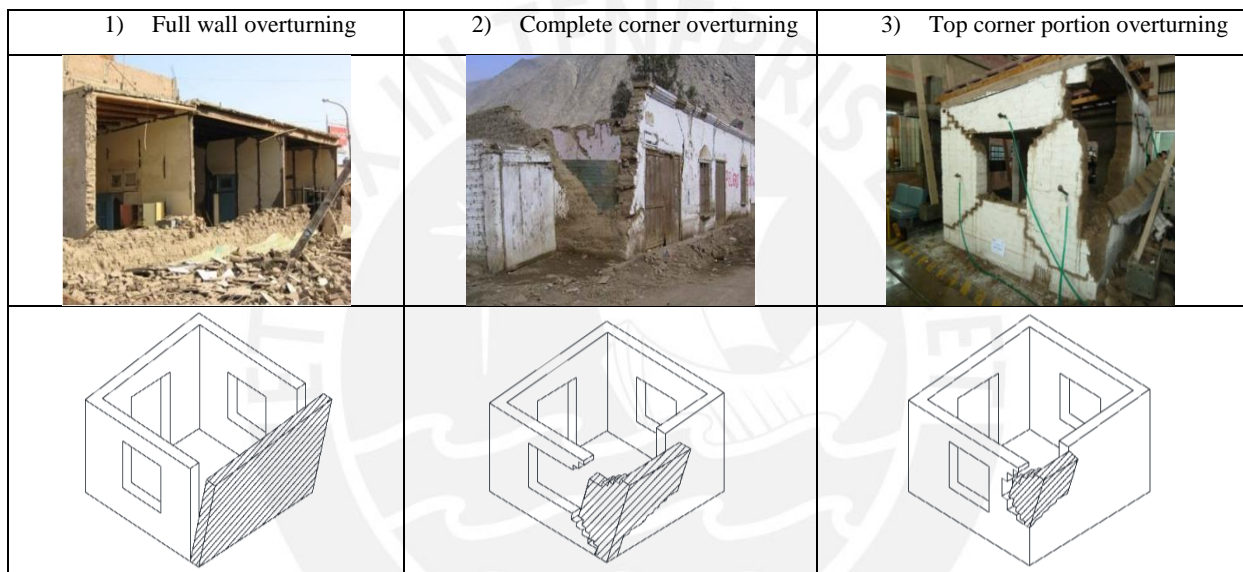 1) Full wall overturning
2) Complete corner overturning
3) Top corner portion overturning